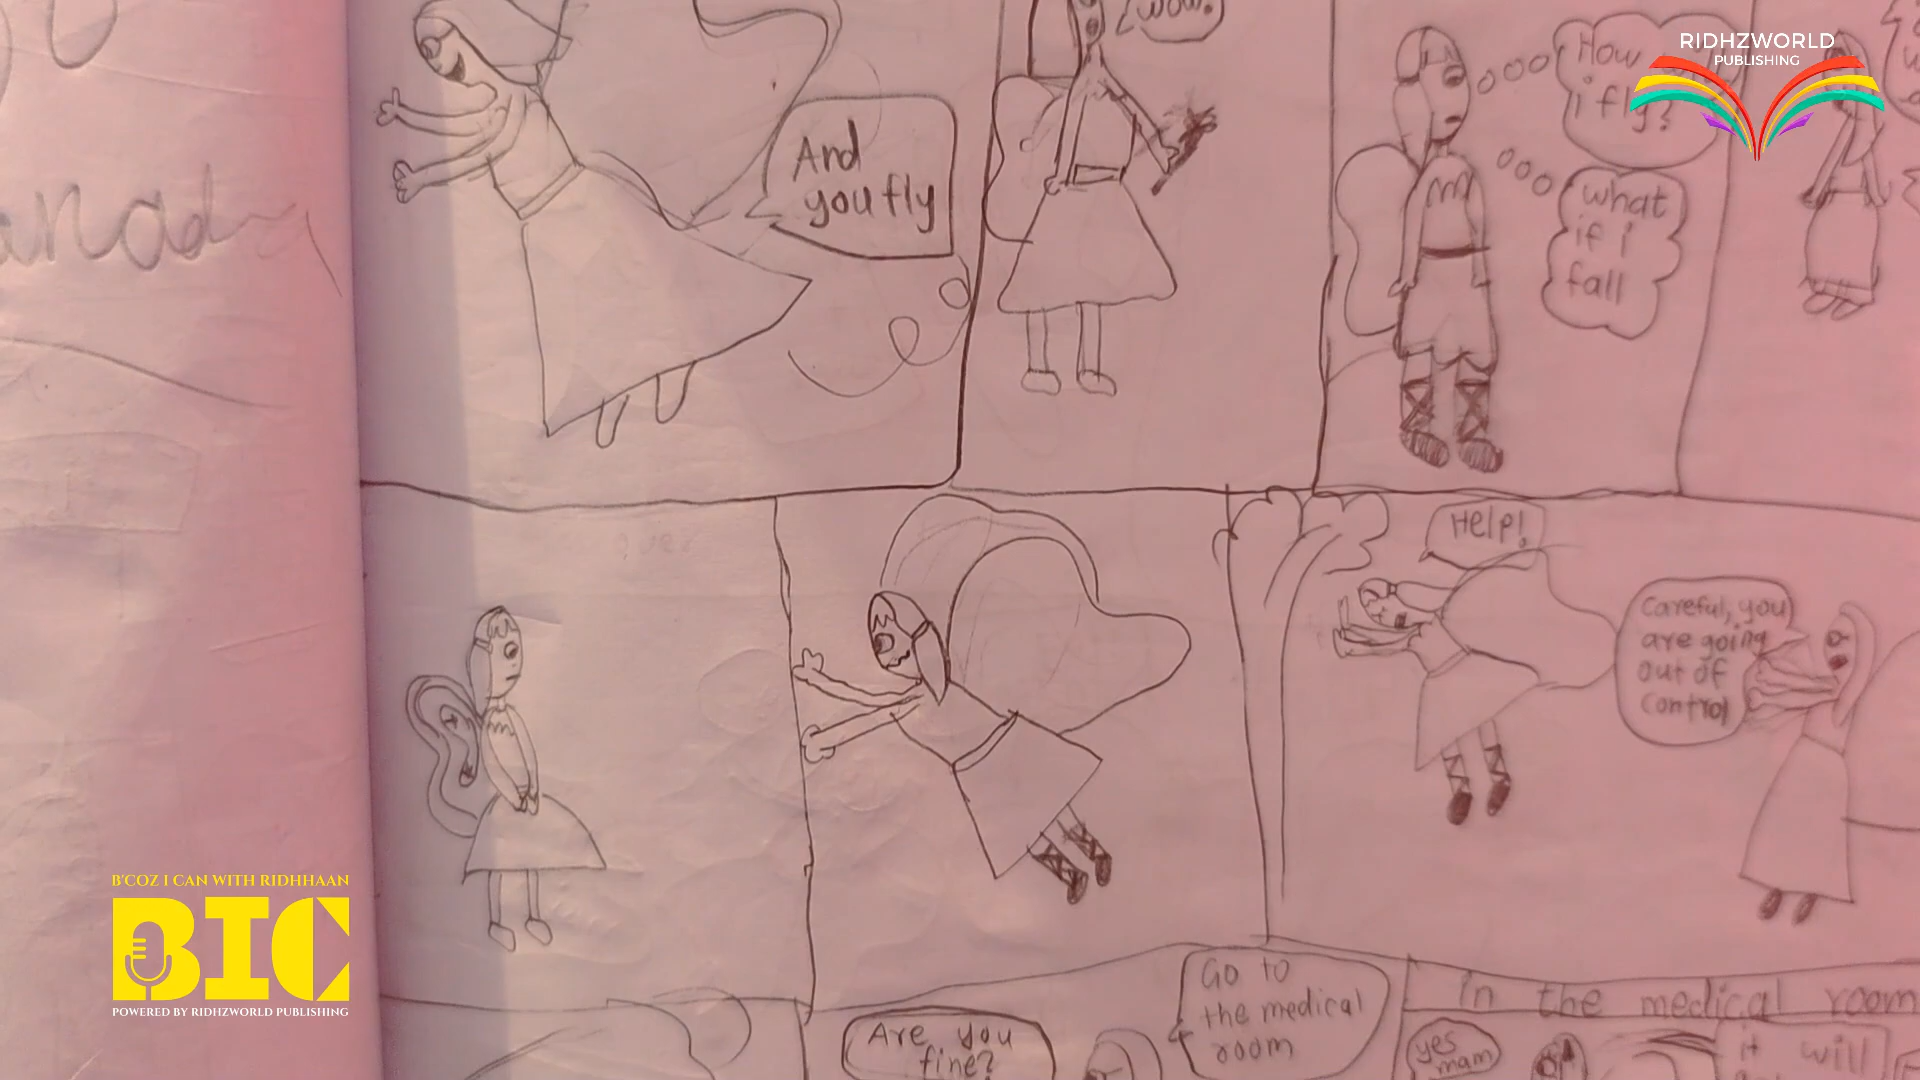 RIDHZWORLD
PUBLISHING
wow.
How
i fly?
what
if i
fall
And
you fly
Help!
Careful, you
are going
out of
control
Go to
the medical
room
Are you
fine?
in the medical room
yes
mam
it will
B'COZ I CAN WITH RIDHHAAN
BIC
POWERED BY RIDHZWORLD PUBLISHING